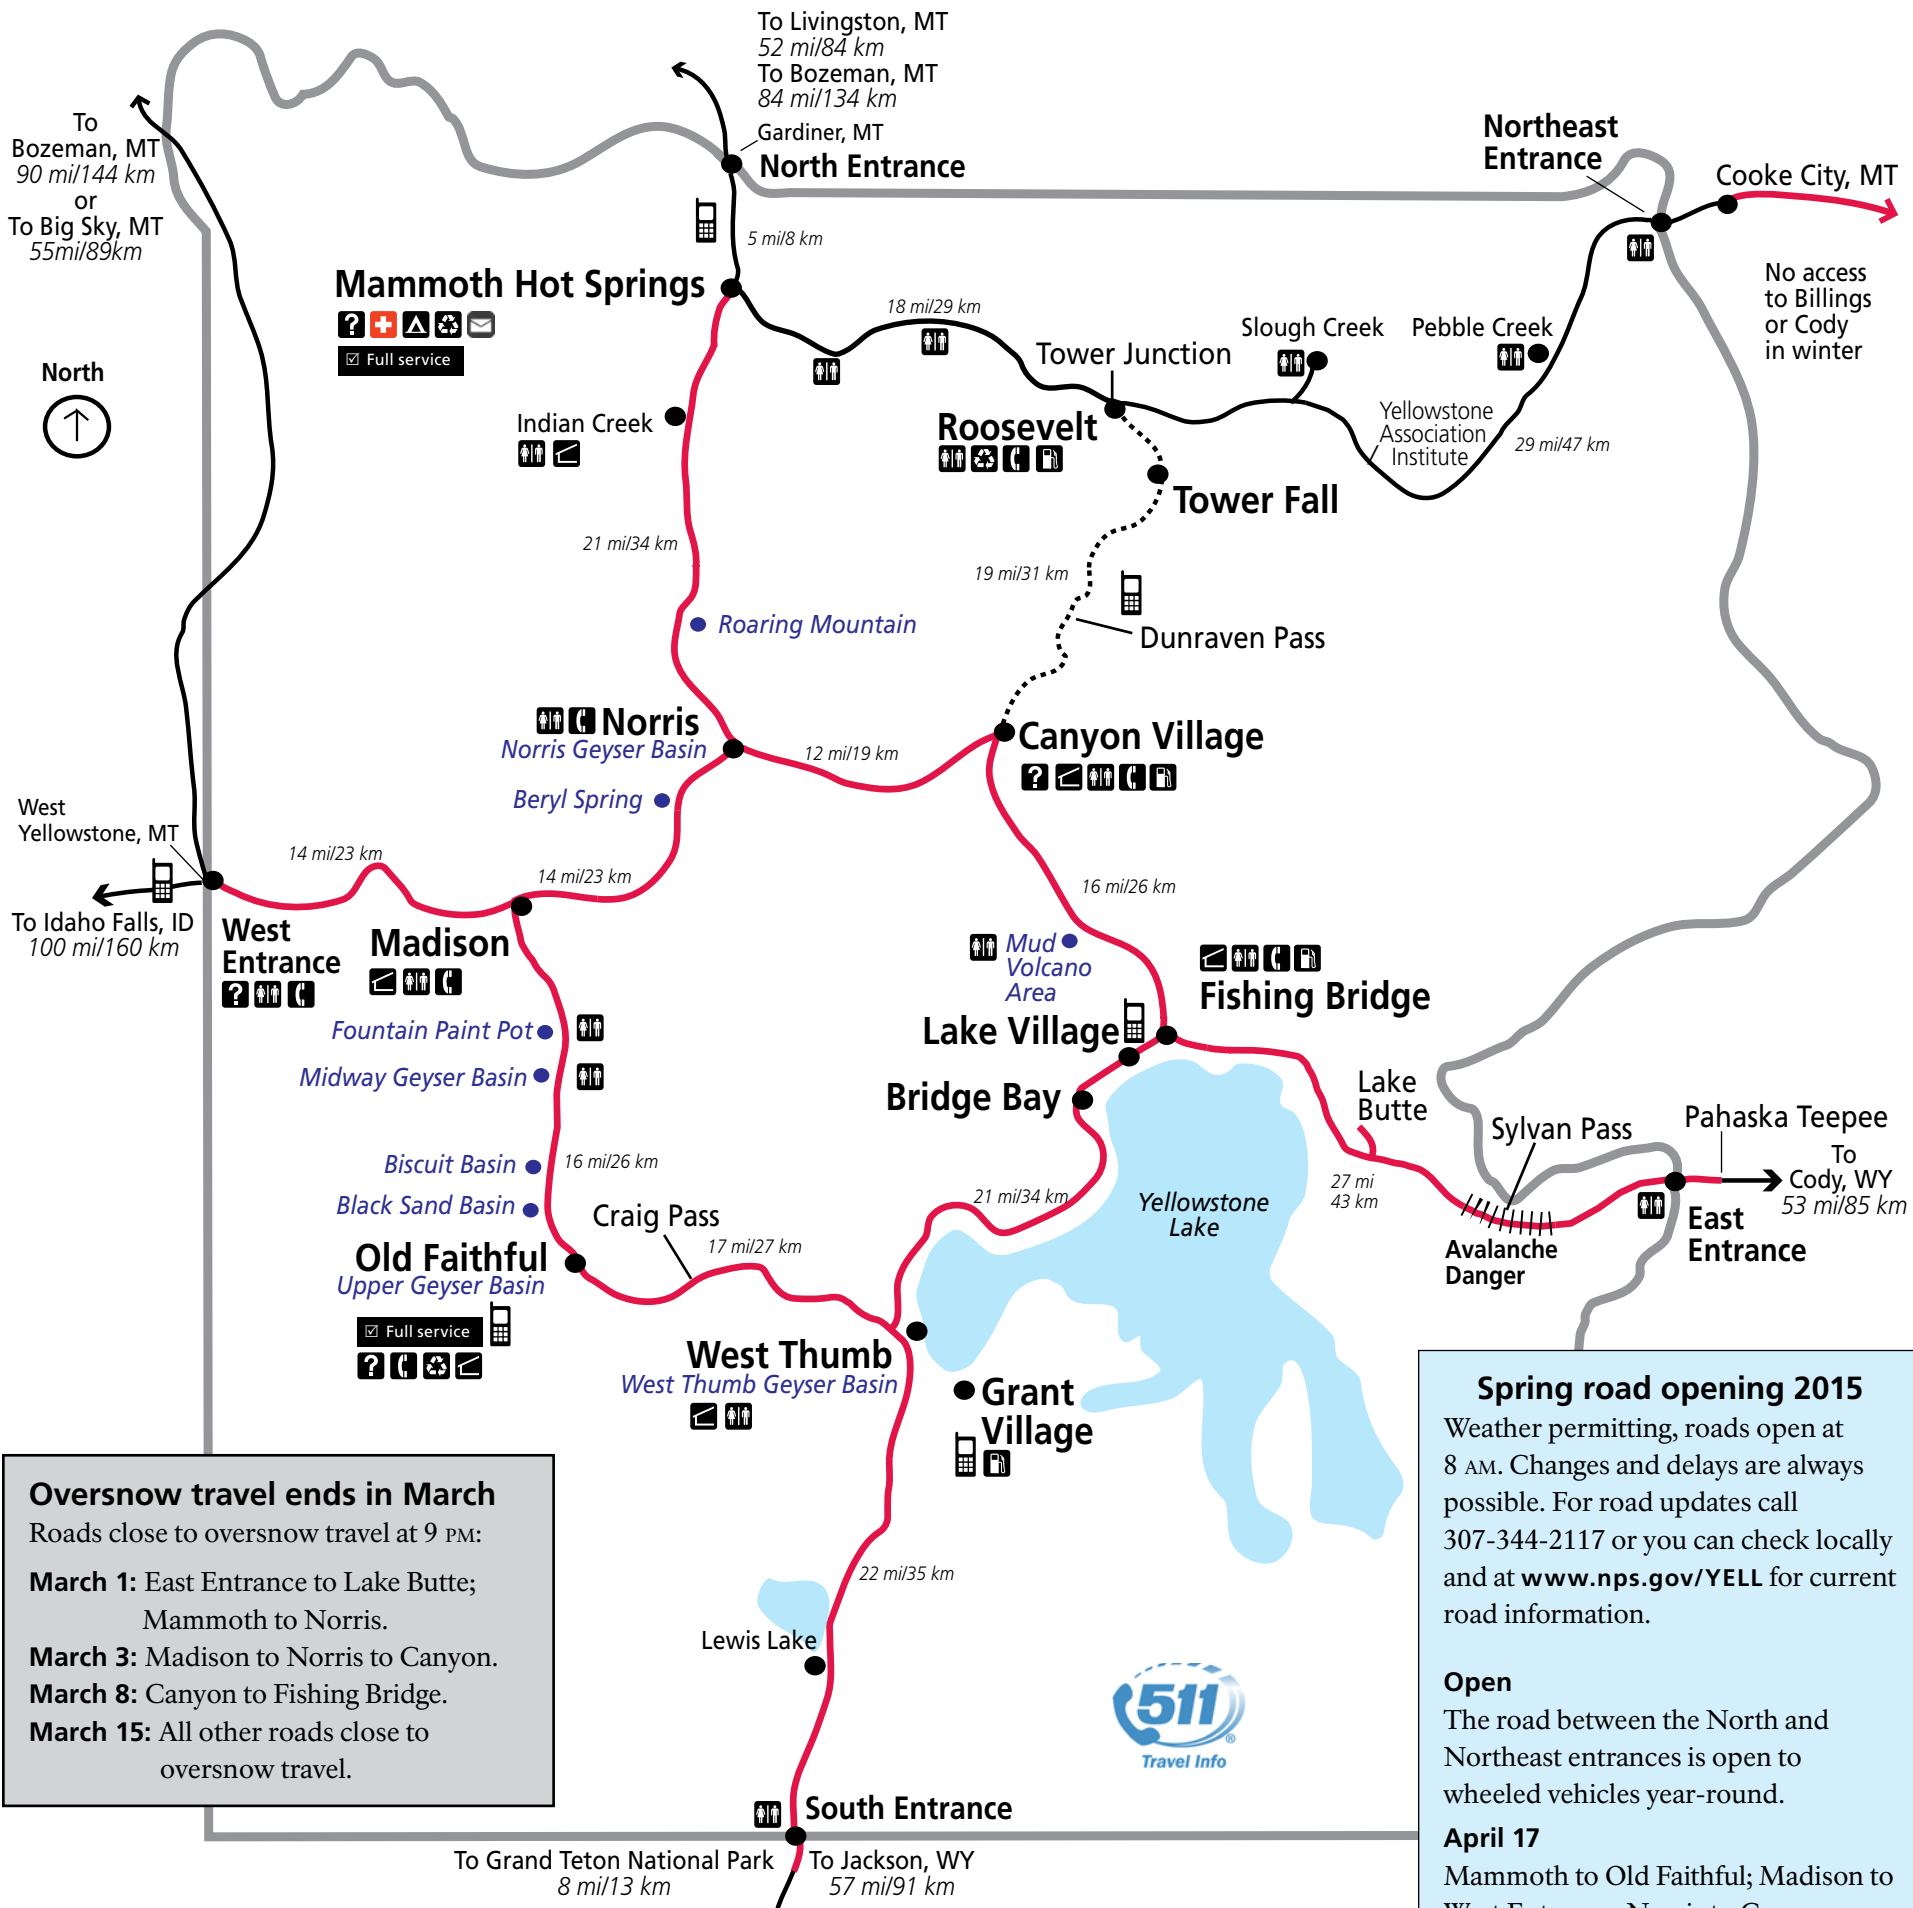 To Livingston, MT
52 mi/84 km
To Bozeman, MT
84 mi/134 km
Gardiner, MT
North Entrance
To
Bozeman, MT
90 mi/144 km
or
To Big Sky, MT
55mi/89km
Northeast
Entrance
Cooke City, MT
No access
to Billings
or Cody
in winter
5 mi/8 km
Mammoth Hot Springs
?
☑ Full service
18 mi/29 km
Tower Junction
Slough Creek
Pebble Creek
North
Indian Creek
Roosevelt
Yellowstone
Association
Institute
29 mi/47 km
Tower Fall
21 mi/34 km
19 mi/31 km
Roaring Mountain
Dunraven Pass
Norris
Norris Geyser Basin
12 mi/19 km
Canyon Village
?
Beryl Spring
West
Yellowstone, MT
14 mi/23 km
14 mi/23 km
16 mi/26 km
To Idaho Falls, ID
100 mi/160 km
West
Entrance
?
Madison
Mud
Volcano
Area
Fishing Bridge
Lake Village
Fountain Paint Pot
Midway Geyser Basin
Bridge Bay
Lake
Butte
Sylvan Pass
Pahaska Teepee
To
Cody, WY
53 mi/85 km
Biscuit Basin
16 mi/26 km
Black Sand Basin
Craig Pass
17 mi/27 km
21 mi/34 km
Yellowstone
Lake
27 mi
43 km
Avalanche
Danger
East
Entrance
Old Faithful
Upper Geyser Basin
☑ Full service
?
West Thumb
West Thumb Geyser Basin
Grant
Village
Oversnow travel ends in March
Roads close to oversnow travel at 9 PM:
March 1: East Entrance to Lake Butte;
Mammoth to Norris.
March 3: Madison to Norris to Canyon.
March 8: Canyon to Fishing Bridge.
March 15: All other roads close to
oversnow travel.
22 mi/35 km
Lewis Lake
511®
Travel Info
South Entrance
To Grand Teton National Park
8 mi/13 km
To Jackson, WY
57 mi/91 km
Spring road opening 2015
Weather permitting, roads open at
8 AM. Changes and delays are always
possible. For road updates call
307-344-2117 or you can check locally
and at www.nps.gov/YELL for current
road information.
Open
The road between the North and
Northeast entrances is open to
wheeled vehicles year-round.
April 17
Mammoth to Old Faithful; Madison to